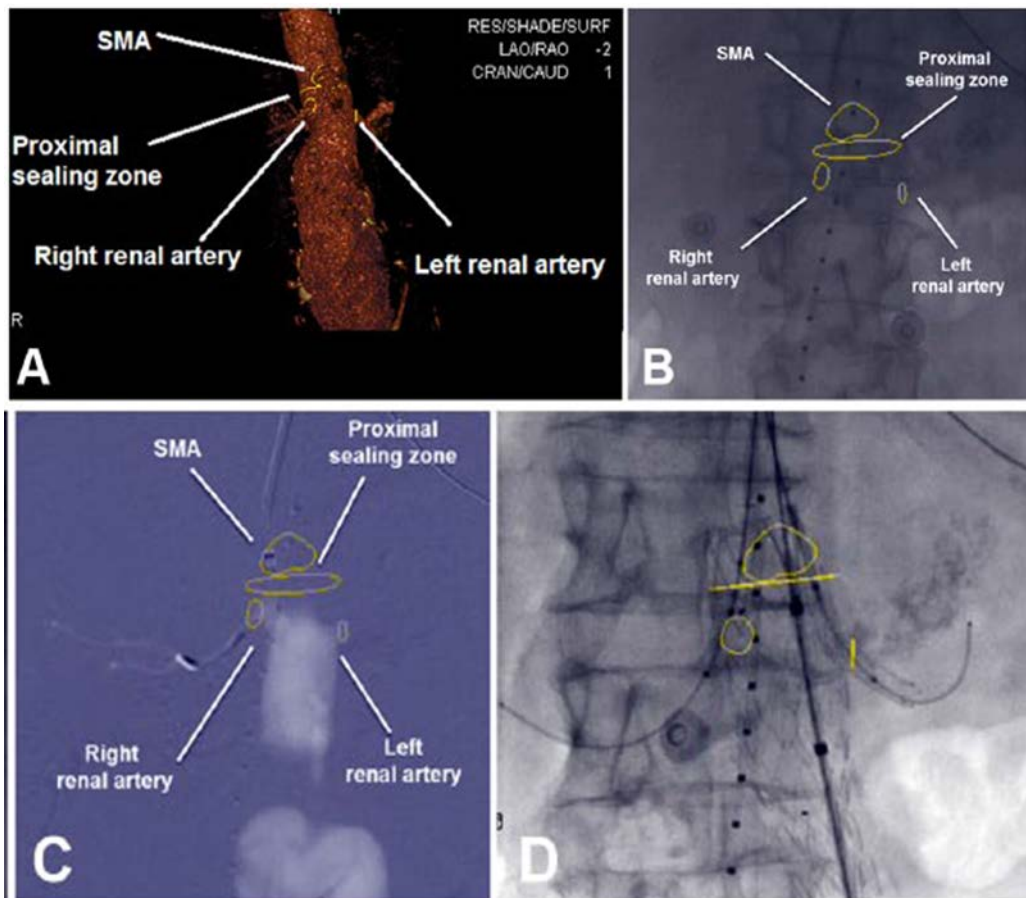 RES/SHADE/SURF
LAO/RAO -2
CRAN/CAUD 1
SMA
Proximal
sealing zone
Right renal artery
Left renal artery
R
A
SMA
Proximal
sealing zone
Right
renal artery
Left
renal artery
B
SMA
Proximal
sealing zone
Right
renal artery
Left
renal artery
C
D